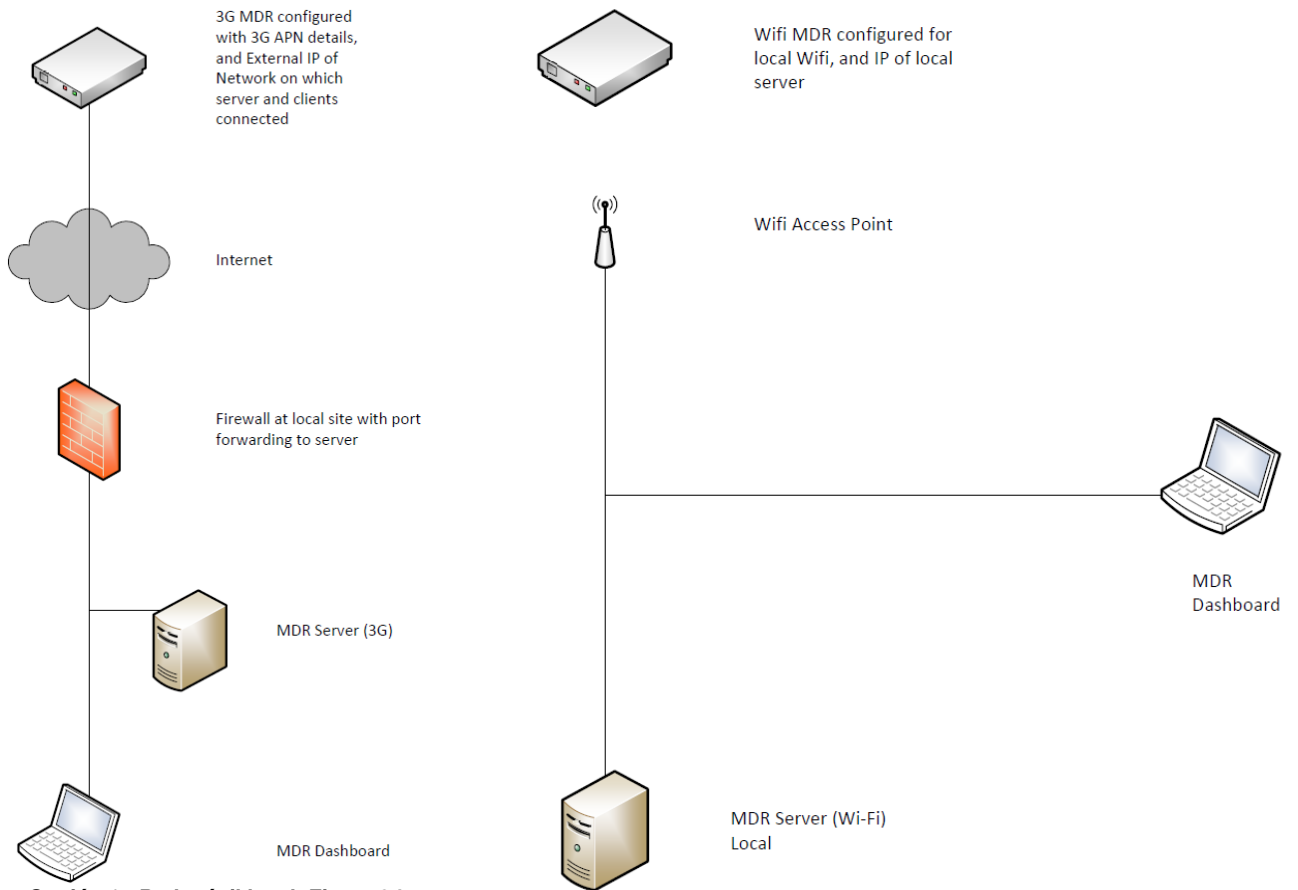 3G MDR configured
with 3G APN details,
and External IP of
Network on which
server and clients
connected
Internet
Firewall at local site with port
forwarding to server
MDR Server (3G)
MDR Dashboard
Wifi MDR configured for
local Wifi, and IP of local
server
Wifi Access Point
MDR
Dashboard
MDR Server (Wi-Fi)
Local